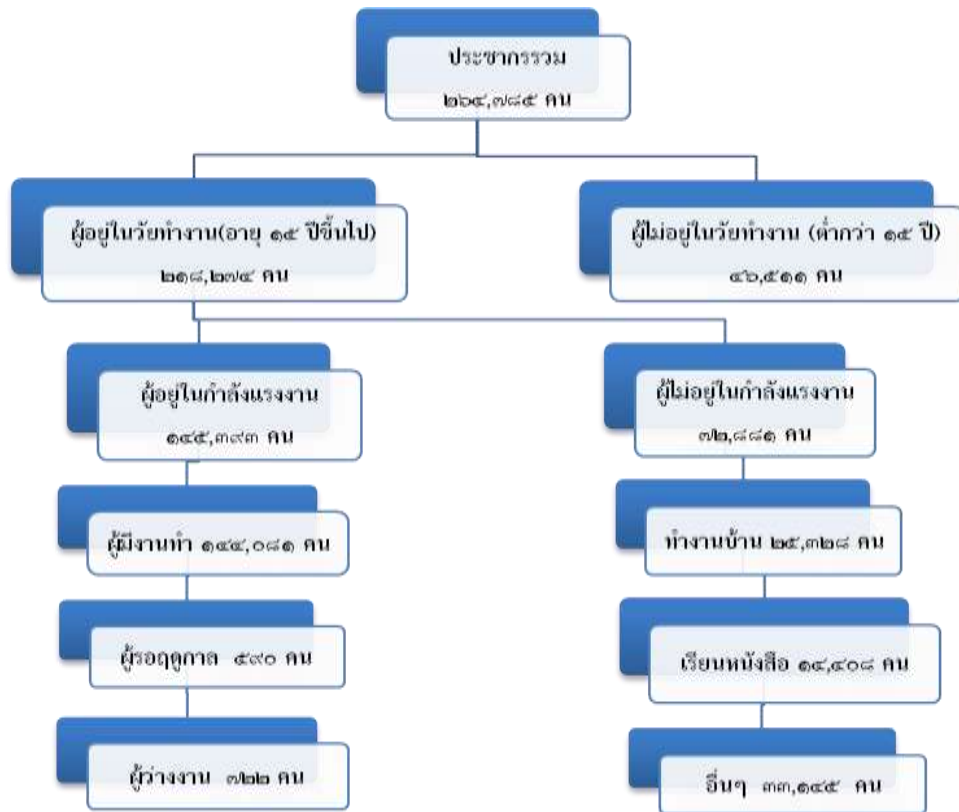 ประชากรรวม
๒๖๔,๗๘๕ คน
ผู้อยู่ในวัยทำงาน(อายุ ๑๕ ปีขึ้นไป)
๒๑๘,๒๗๔ คน
ผู้ไม่อยู่ในวัยทำงาน (ต่ำกว่า ๑๕ ปี)
๔๖,๕๑๑ คน
ผู้อยู่ในกำลังแรงงาน
๑๔๕,๓๙๓ คน
ผู้ไม่อยู่ในกำลังแรงงาน
๗๒,๘๘๑ คน
ผู้มีงานทำ ๑๔๔,๐๘๑ คน
ทำงานบ้าน ๒๕,๓๒๘ คน
ผู้รอฤดูกาล ๕๙๐ คน
เรียนหนังสือ ๑๔,๔๐๘ คน
ผู้ว่างงาน ๗๒๒ คน
อื่นๆ ๓๓,๑๔๕ คน